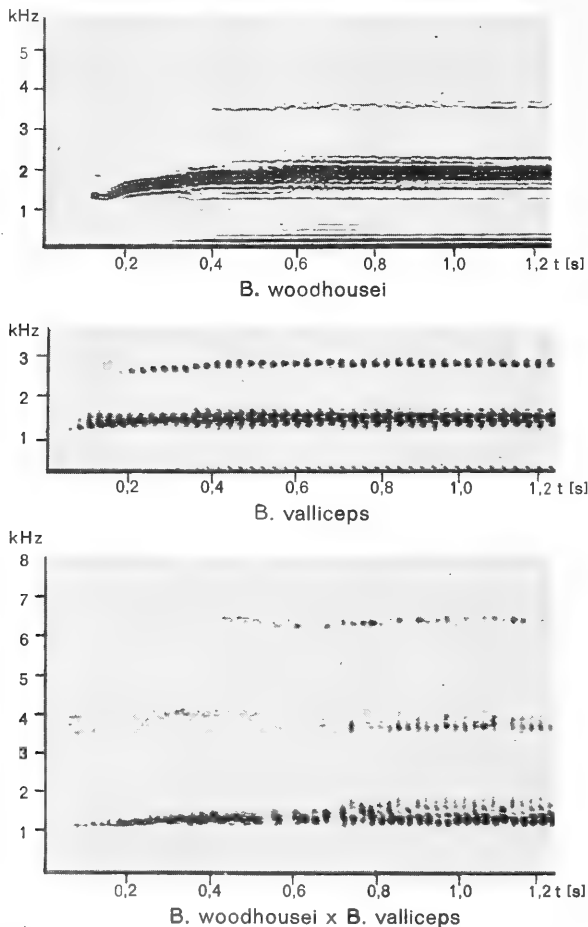 kHz
5
4
3
2
1
0,2 0,4 0,6 0,8 1,0 1,2 t [s]
B. woodhousei
kHz
3
2
1
0,2 0,4 0,6 0,8 1,0 1,2 t [s]
B. valliceps
kHz
8
7
6
5
4
3
2
1
0,2 0,4 0,6 0,8 1,0 1,2 t [s]
B. woodhousei x B. valliceps